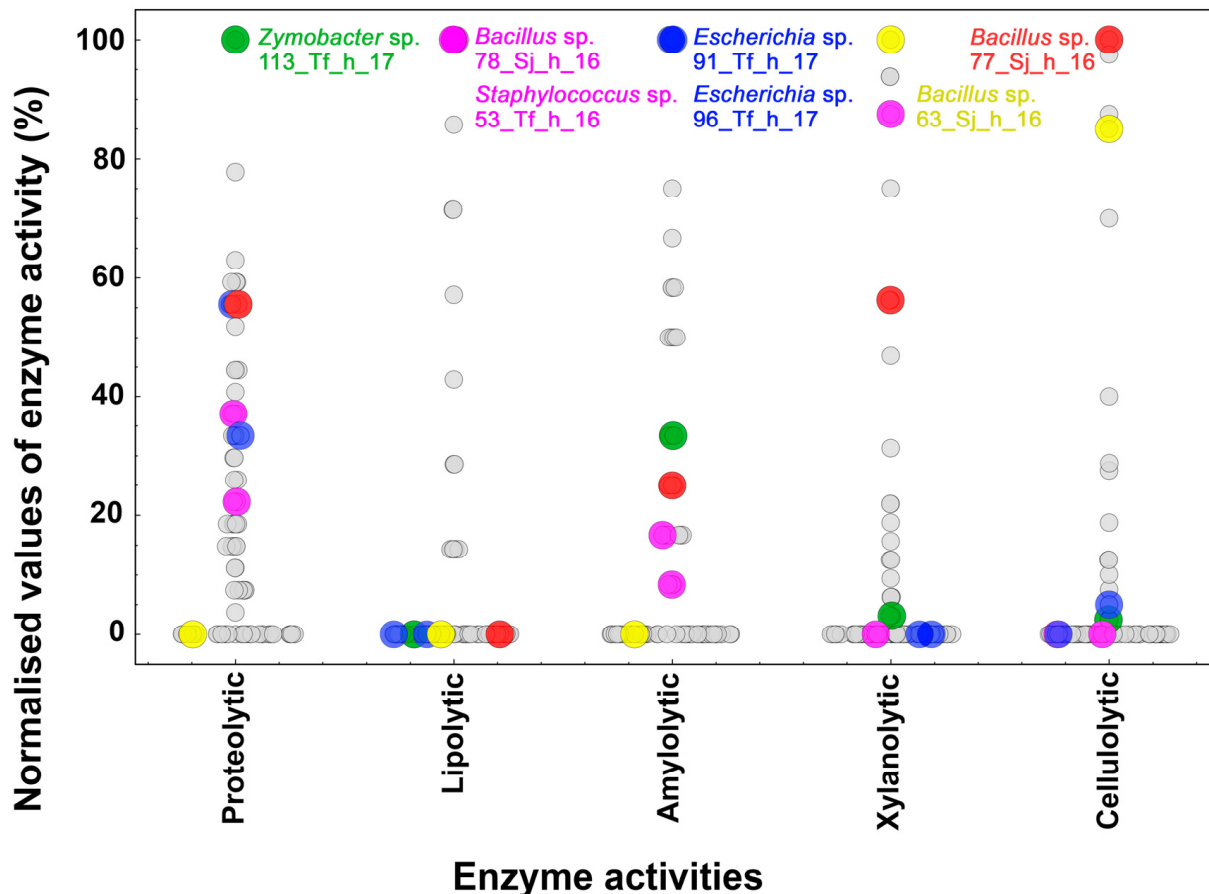 Normalised values of enzyme activity (%)
100
80
60
40
20
0
Zymobacter sp.
113_Tf_h_17
Bacillus sp.
78_Sj_h_16
Staphylococcus sp.
53_Tf_h_16
Escherichia sp.
91_Tf_h_17
Escherichia sp.
96_Tf_h_17
Bacillus sp.
77_Sj_h_16
Bacillus sp.
63_Sj_h_16
Proteolytic
Lipolytic
Amylolytic
Xylanolytic
Cellulolytic
Enzyme activities